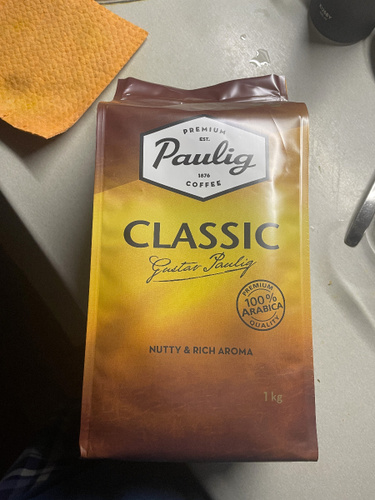 PREMIUM
EST.
Paulig
1876
COFFEE
CLASSIC
Gustav Paulig
PREMIUM
100%
ARABICA
QUALITY
NUTTY & RICH AROMA
1 kg